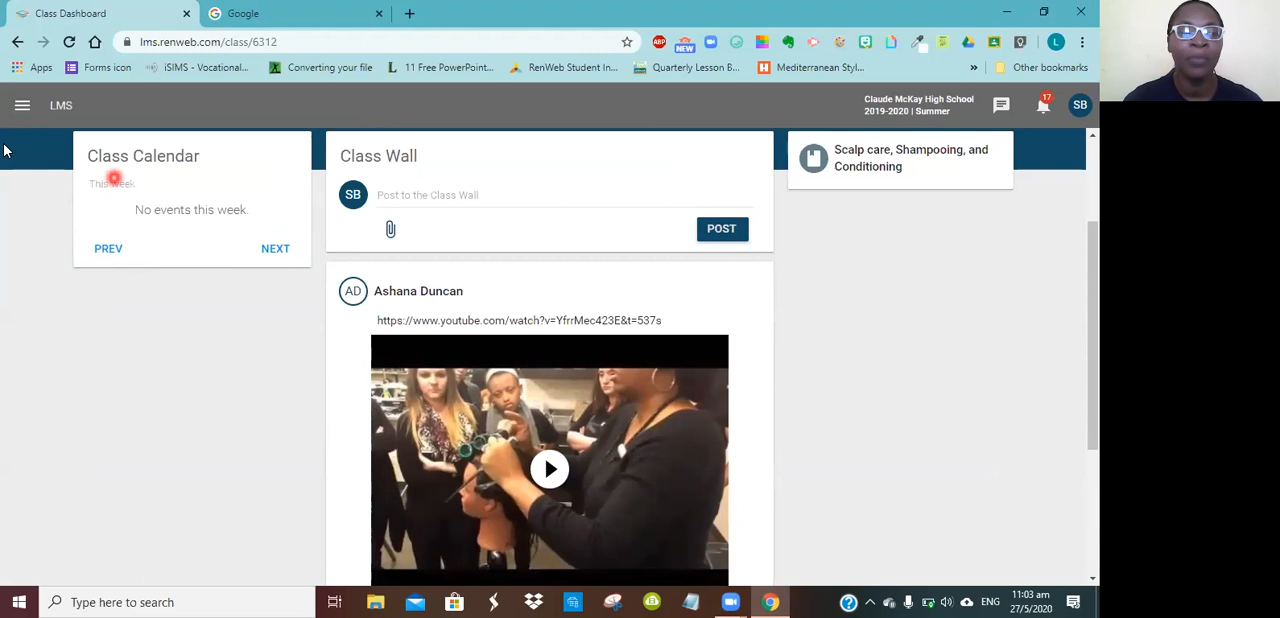 Class Dashboard
Google
lms.renweb.com/class/6312
ABP
NEW
L
Apps
Forms icon
iSIMS - Vocational...
Converting your file
11 Free PowerPoint...
RenWeb Student In...
Quarterly Lesson B...
Mediterranean Styl...
»
Other bookmarks
LMS
Claude McKay High School
2019-2020 | Summer
17
SB
Class Calendar
This week
No events this week.
PREV
NEXT
Class Wall
SB
Post to the Class Wall
POST
Scalp care, Shampooing, and
Conditioning
AD
Ashana Duncan
https://www.youtube.com/watch?v=YfrrMec423E&t=537s
Type here to search
ENG
11:03 am
27/5/2020